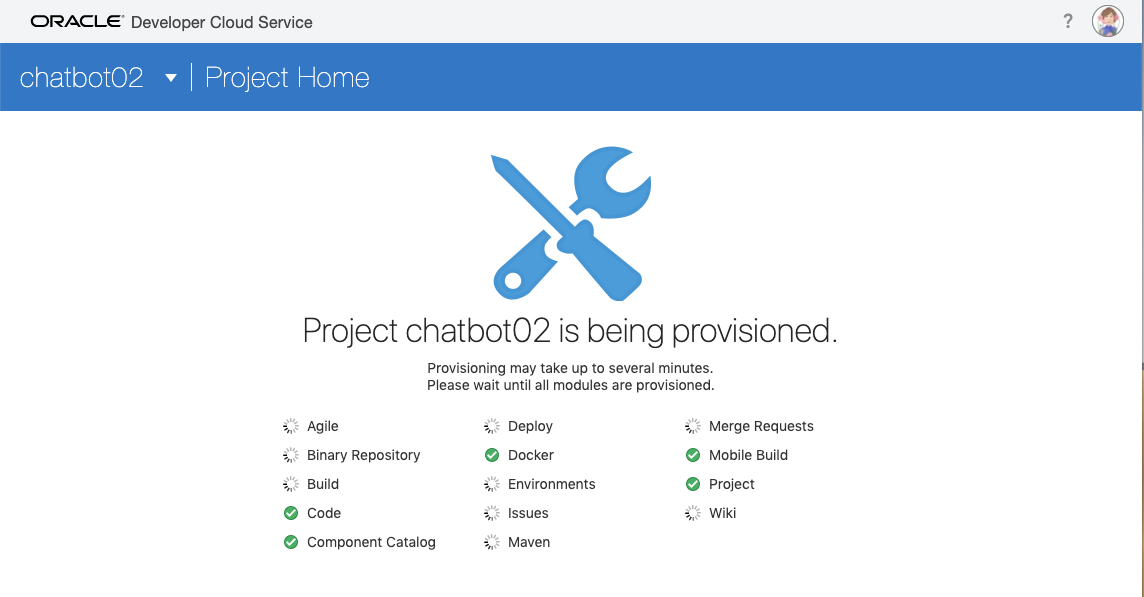 ORACLE® Developer Cloud Service
?
chatbot02 Project Home
Project chatbot02 is being provisioned.
Provisioning may take up to several minutes.
Please wait until all modules are provisioned.
Agile
Binary Repository
Build
Code
Component Catalog
Deploy
Docker
Environments
Issues
Maven
Merge Requests
Mobile Build
Project
Wiki